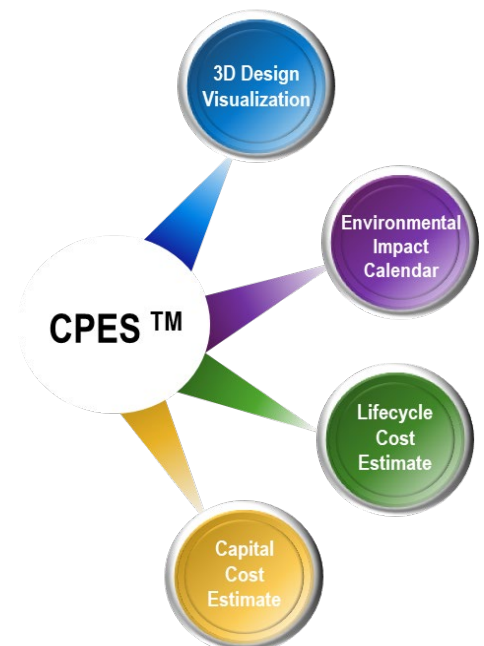 3D Design
Visualization
Environmental
Impact
Calendar
CPES ™
Lifecycle
Cost
Estimate
Capital
Cost
Estimate